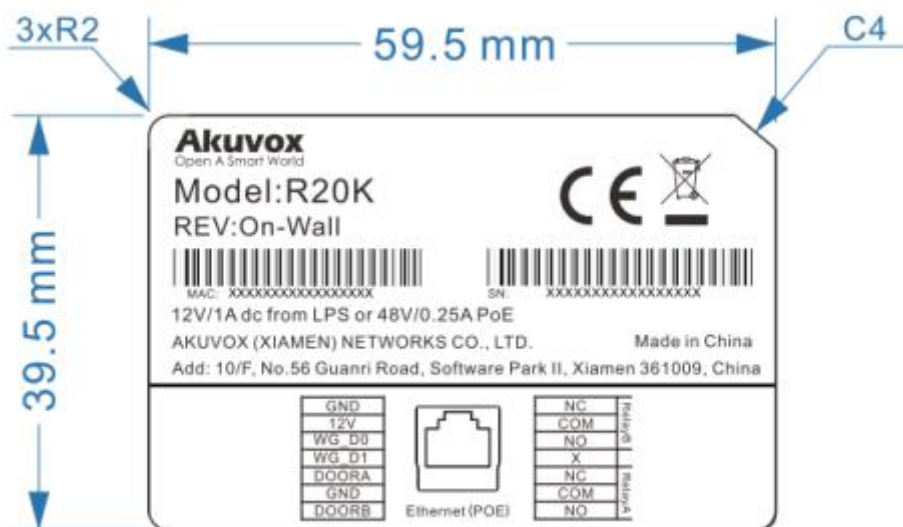 3xR2
59.5 mm
C4
39.5 mm
Akuvox
Open A Smart World
Model:R20K
CE
REV:On-Wall
MAC: XXXXXXXXXXXXXXXXX
SN: XXXXXXXXXXXXXXXXX
12V/1A dc from LPS or 48V/0.25A PoE
AKUVOX (XIAMEN) NETWORKS CO., LTD. Made in China
Add: 10/F, No.56 Guanri Road, Software Park II, Xiamen 361009, China
GND
12V
WG_D0
WG_D1
DOORA
GND
DOORB
Ethernet (POE)
NC
COM
NO
X
NC
COM
NO
RelayB
RelayA